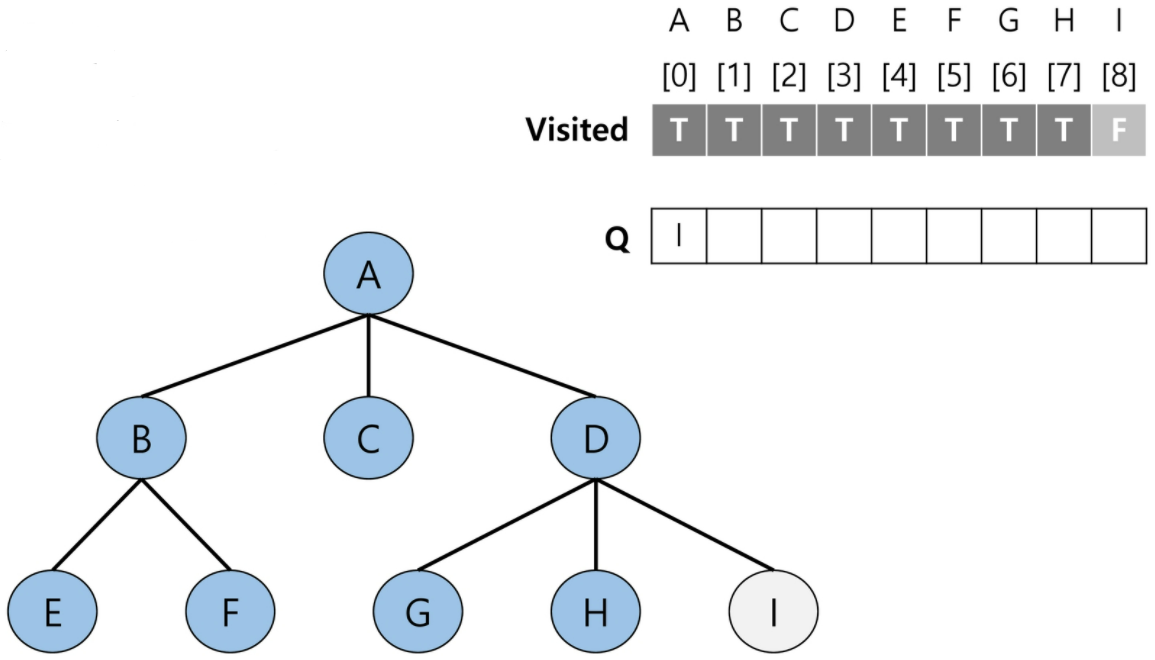 A B C D E F G H I
[0] [1] [2] [3] [4] [5] [6] [7] [8]
Visited T T T T T T T T F
Q I
A
B C D
E F G H I